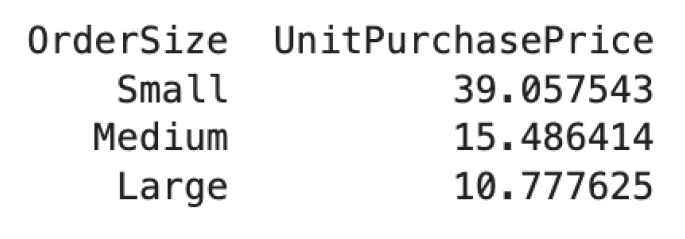 OrderSize UnitPurchasePrice
Small 39.057543
Medium 15.486414
Large 10.777625